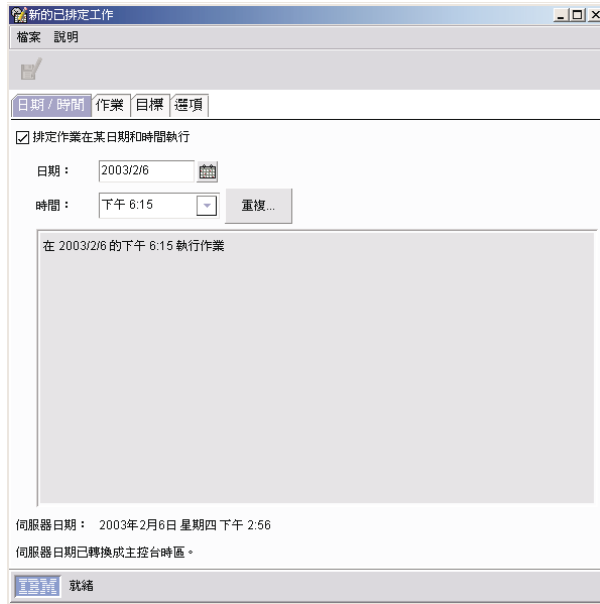 新的已排定工作
檔案 說明
日期 / 時間 作業 目標 選項
排定作業在某日期和時間執行
日期： 2003/2/6
時間： 下午 6:15 重複...
在 2003/2/6 的下午 6:15 執行作業
伺服器日期： 2003年2月6日 星期四 下午 2:56
伺服器日期已轉換成主控台時區。
IBM 就緒